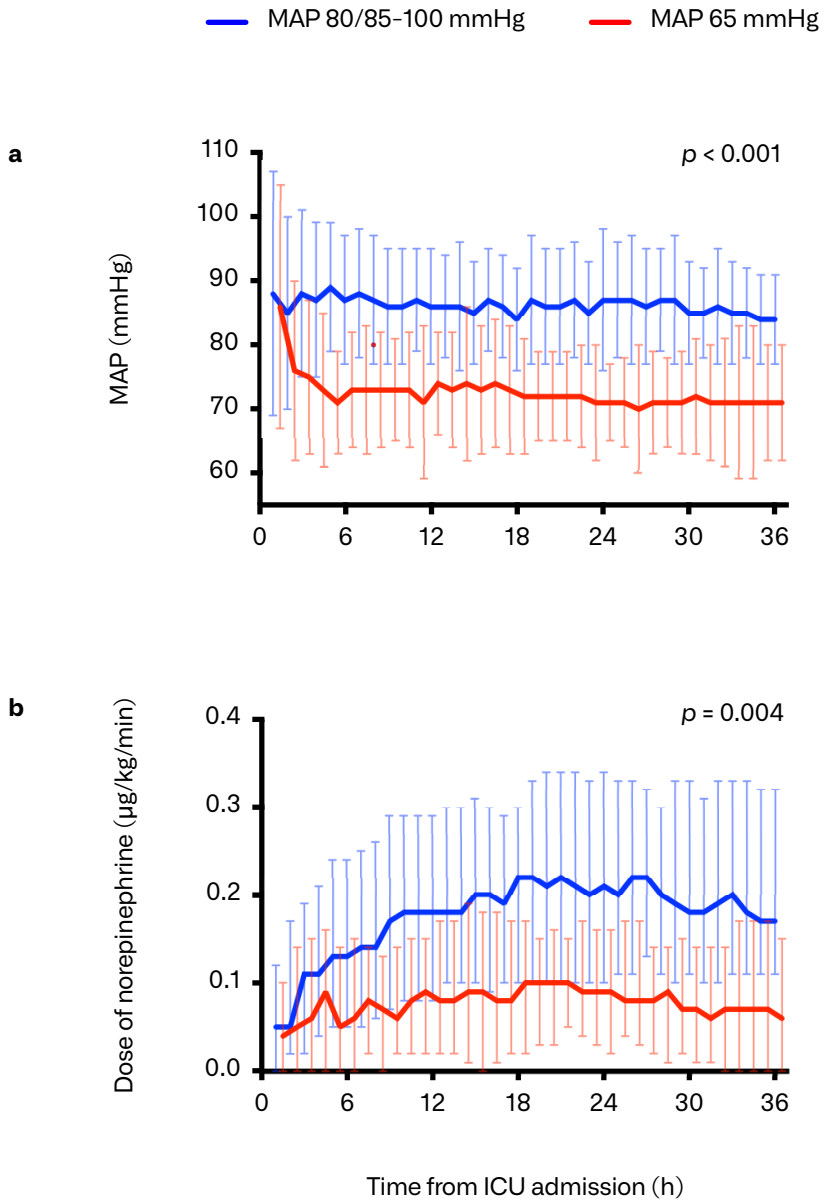 MAP 80/85–100 mmHg MAP 65 mmHg
a
p < 0.001
MAP (mmHg)
110
100
90
80
70
60
0 6 12 18 24 30 36
b
p = 0.004
Dose of norepinephrine (µg/kg/min)
0.4
0.3
0.2
0.1
0.0
0 6 12 18 24 30 36
Time from ICU admission (h)